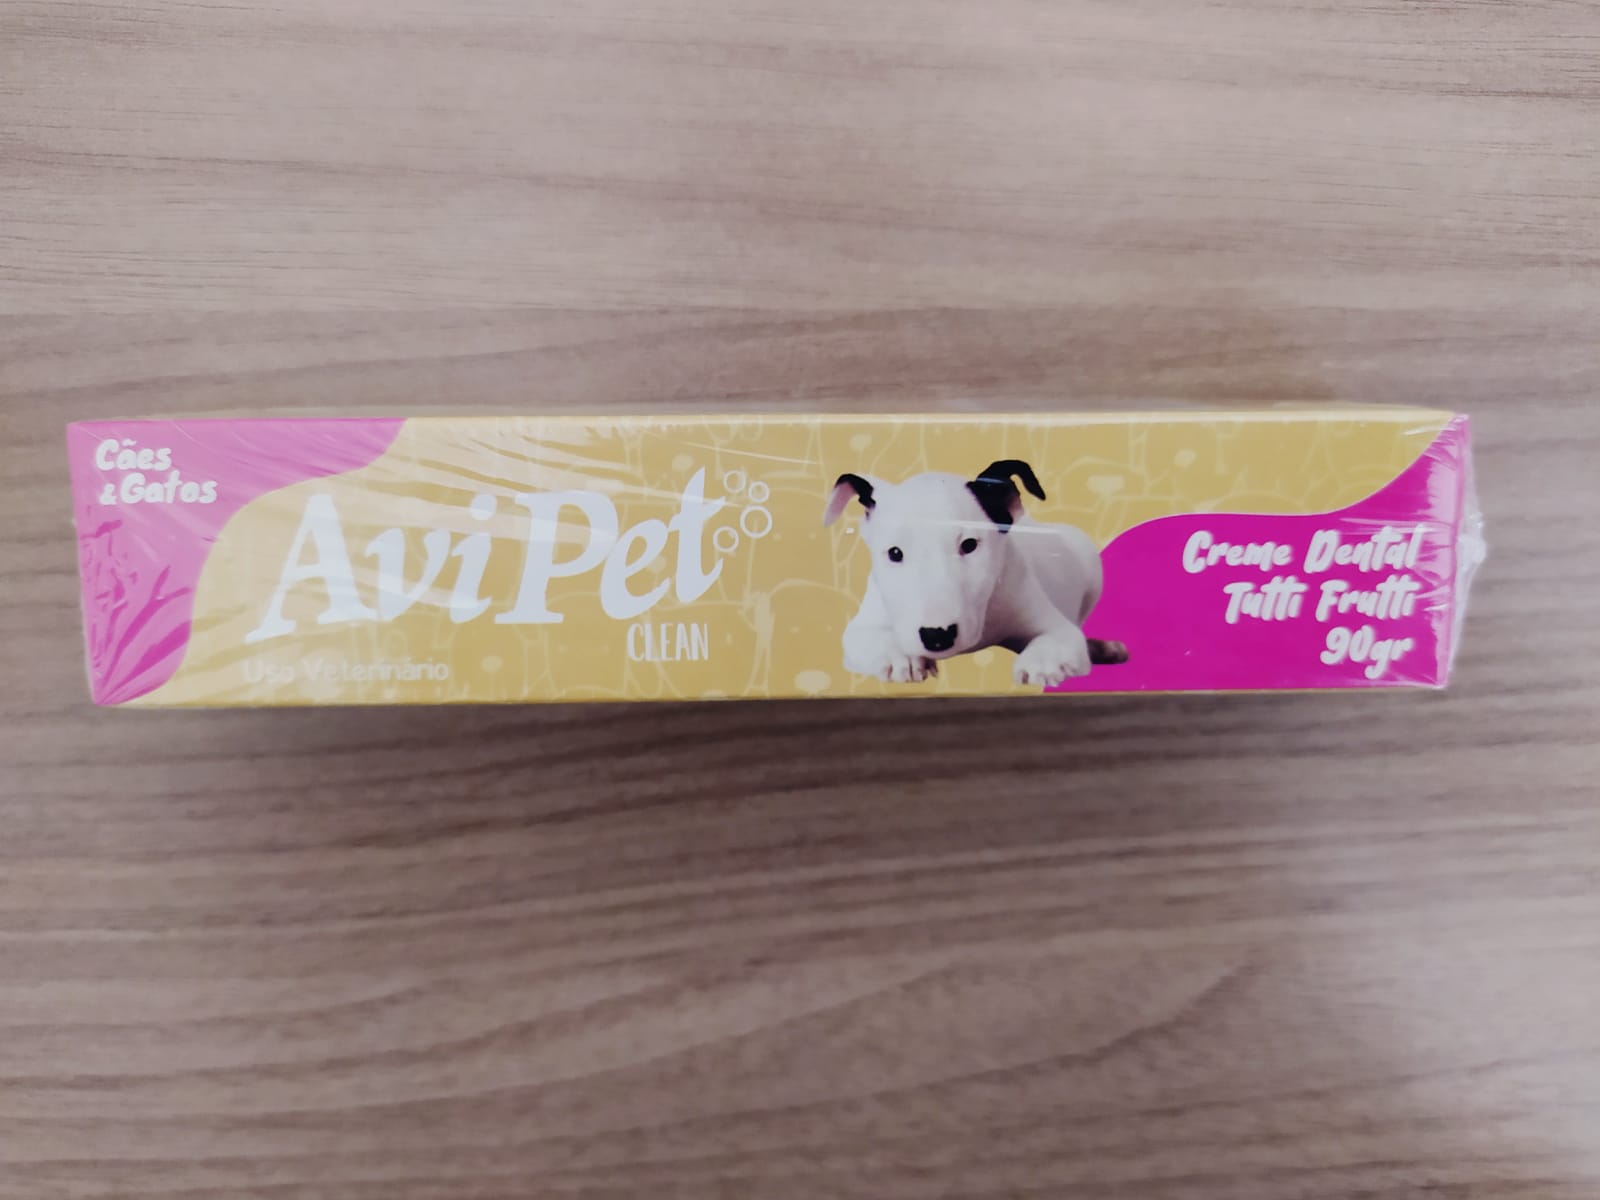 Cães
& Gatos
AviPet
CLEAN
Uso Veterinário
Creme Dental
Tutti Frutti
90gr